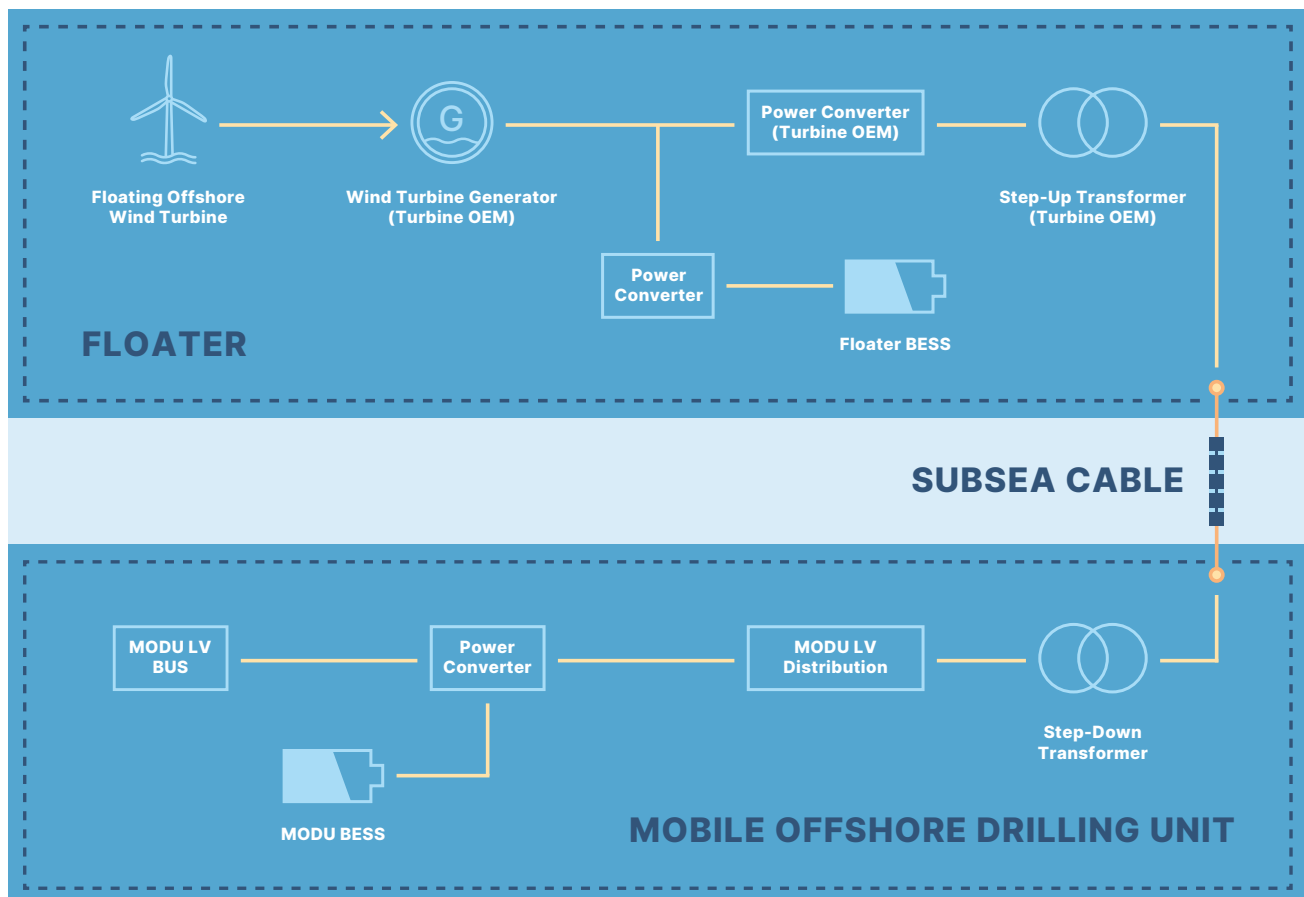 G
Power Converter
(Turbine OEM)
Floating Offshore
Wind Turbine
Wind Turbine Generator
(Turbine OEM)
Step-Up Transformer
(Turbine OEM)
Power
Converter
Floater BESS
FLOATER
SUBSEA CABLE
MODU LV
BUS
Power
Converter
MODU LV
Distribution
Step-Down
Transformer
MODU BESS
MOBILE OFFSHORE DRILLING UNIT